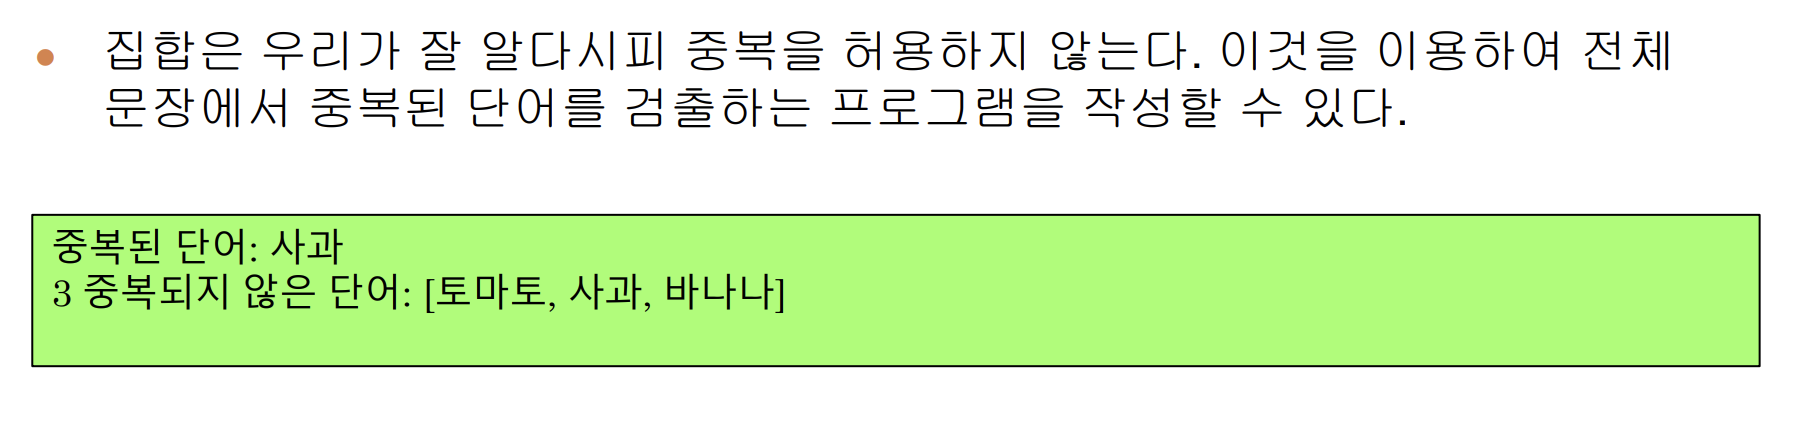 집합은 우리가 잘 알다시피 중복을 허용하지 않는다. 이것을 이용하여 전체
문장에서 중복된 단어를 검출하는 프로그램을 작성할 수 있다.
중복된 단어: 사과
3 중복되지 않은 단어: [토마토, 사과, 바나나]